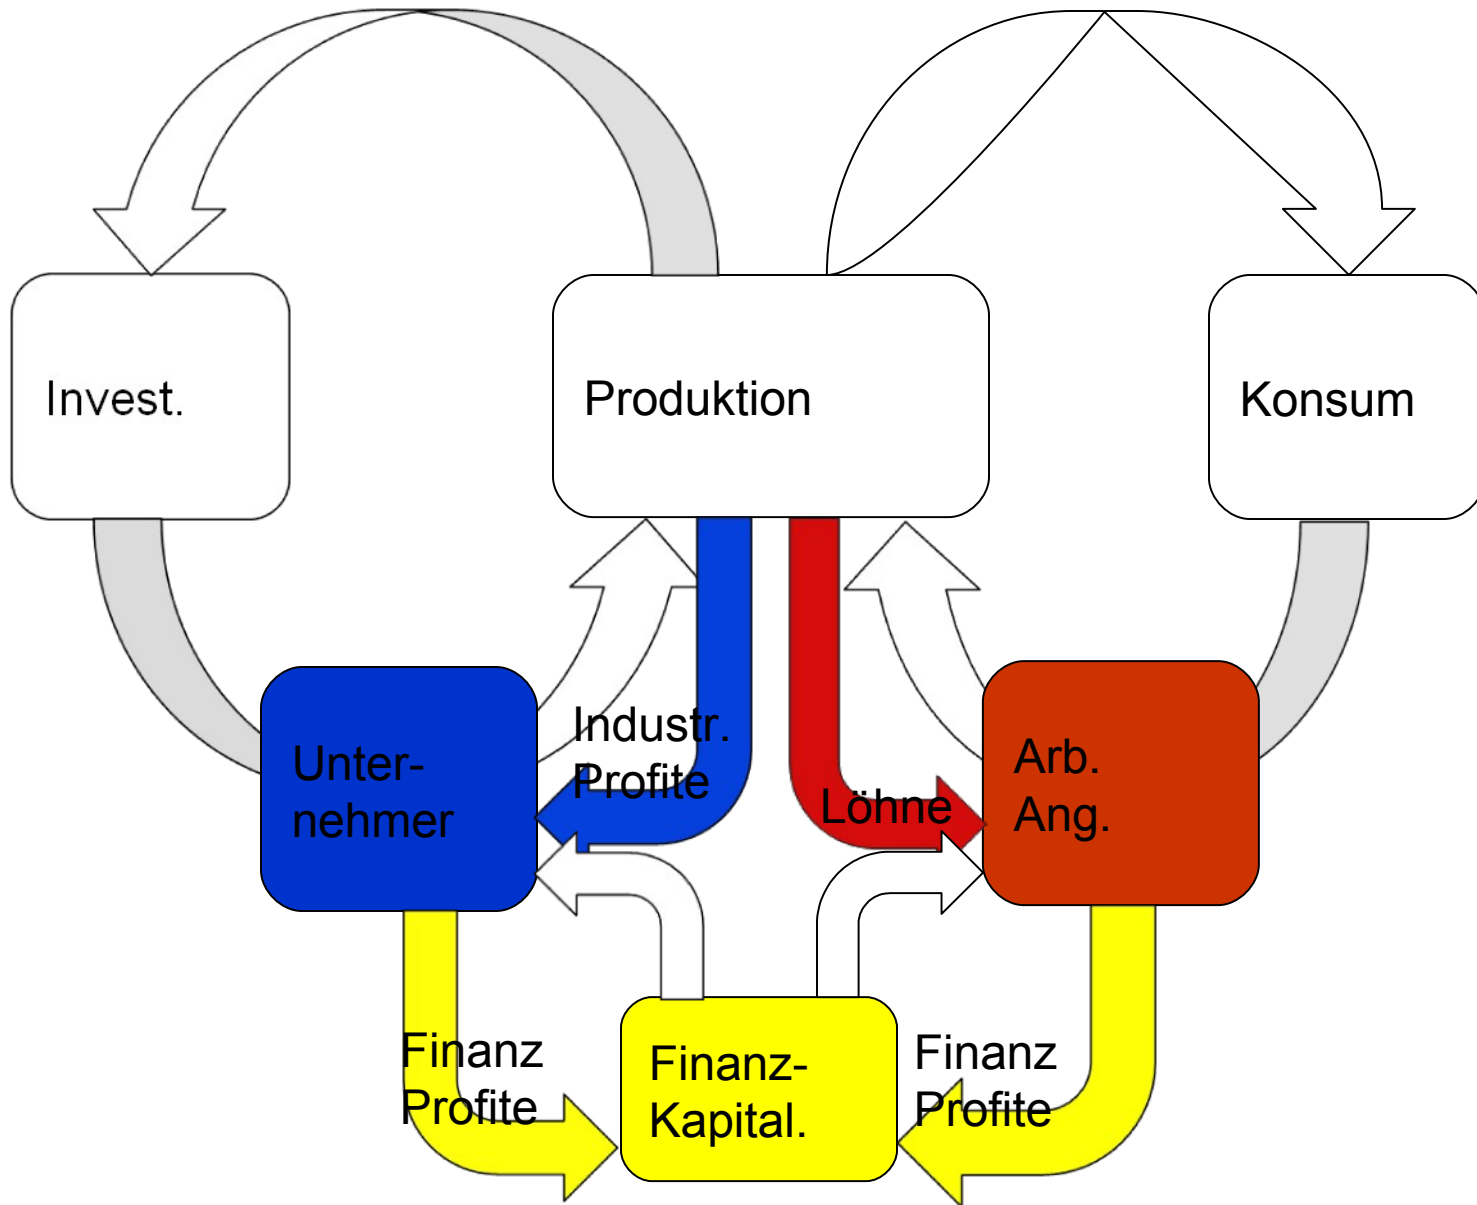 Invest.
Produktion
Konsum
Unter-
nehmer
Industr.
Profite
Löhne
Arb.
Ang.
Finanz
Profite
Finanz-
Kapital.
Finanz
Profite